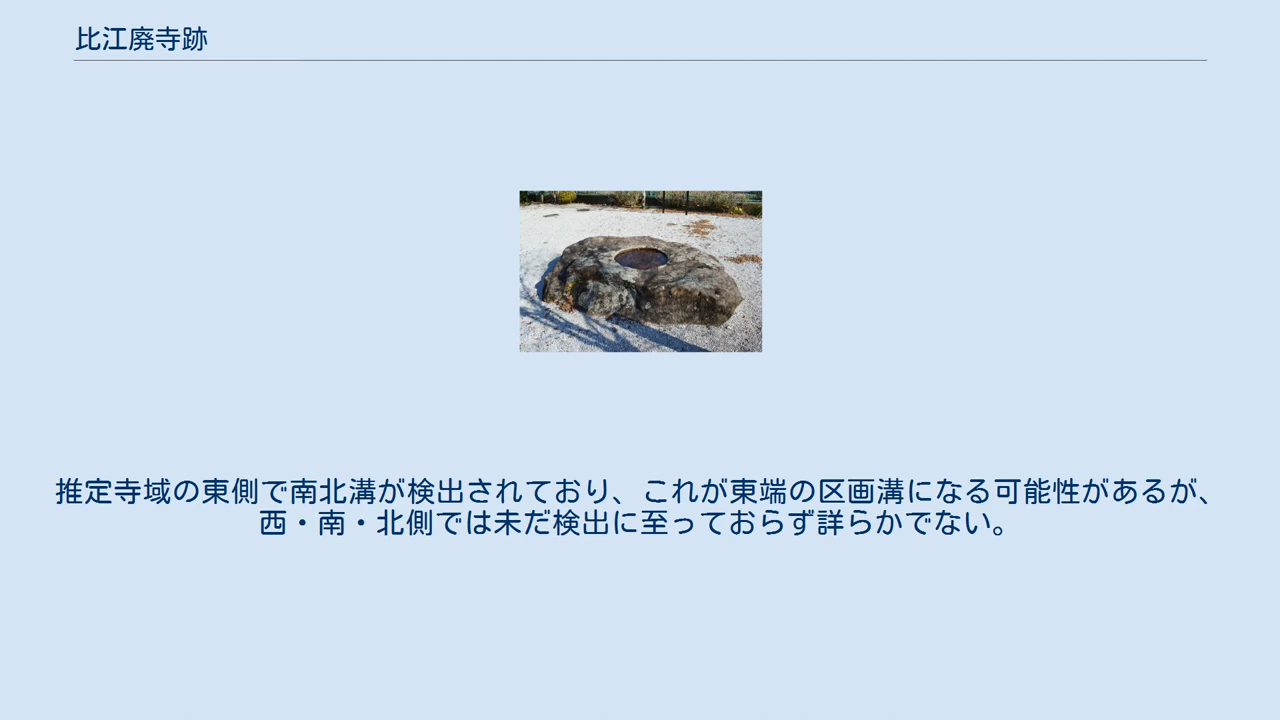 比江廃寺跡
推定寺域の東側で南北溝が検出されており、これが東端の区画溝になる可能性があるが、
西・南・北側では未だ検出に至っておらず詳らかでない。